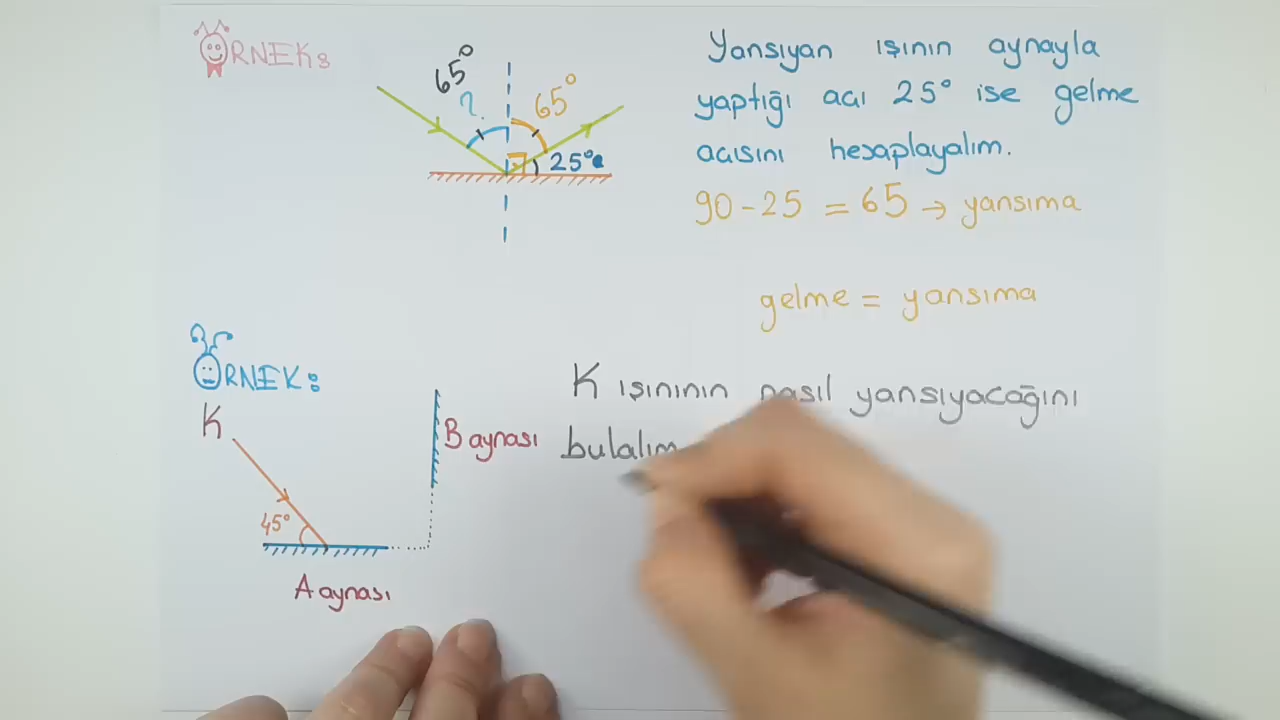 ÖRNEK:
65°
?
65°
25°
Yansıyan ışının aynayla
yaptığı açı 25° ise gelme
açısını hesaplayalım.
90-25 = 65 → yansıma
gelme = yansıma
ÖRNEK:
K ışınının nasıl yansıyacağını
bulalım
K
B aynası
45°
A aynası